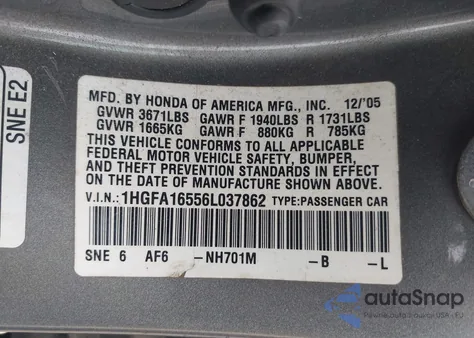 SNE E2
MFD. BY HONDA OF AMERICA MFG., INC. 12/'05
GVWR 3671LBS GAWR F 1940LBS R 1731LBS
GVWR 1665KG GAWR F 880KG R 785KG
THIS VEHICLE CONFORMS TO ALL APPLICABLE
FEDERAL MOTOR VEHICLE SAFETY, BUMPER,
AND THEFT PREVENTION STANDARDS IN EFFECT
ON THE DATE OF MANUFACTURE SHOWN ABOVE.
V.I.N.: 1HGFA16556L037862 TYPE: PASSENGER CAR
SNE 6 AF6 -NH701M -B -L
autaSnap